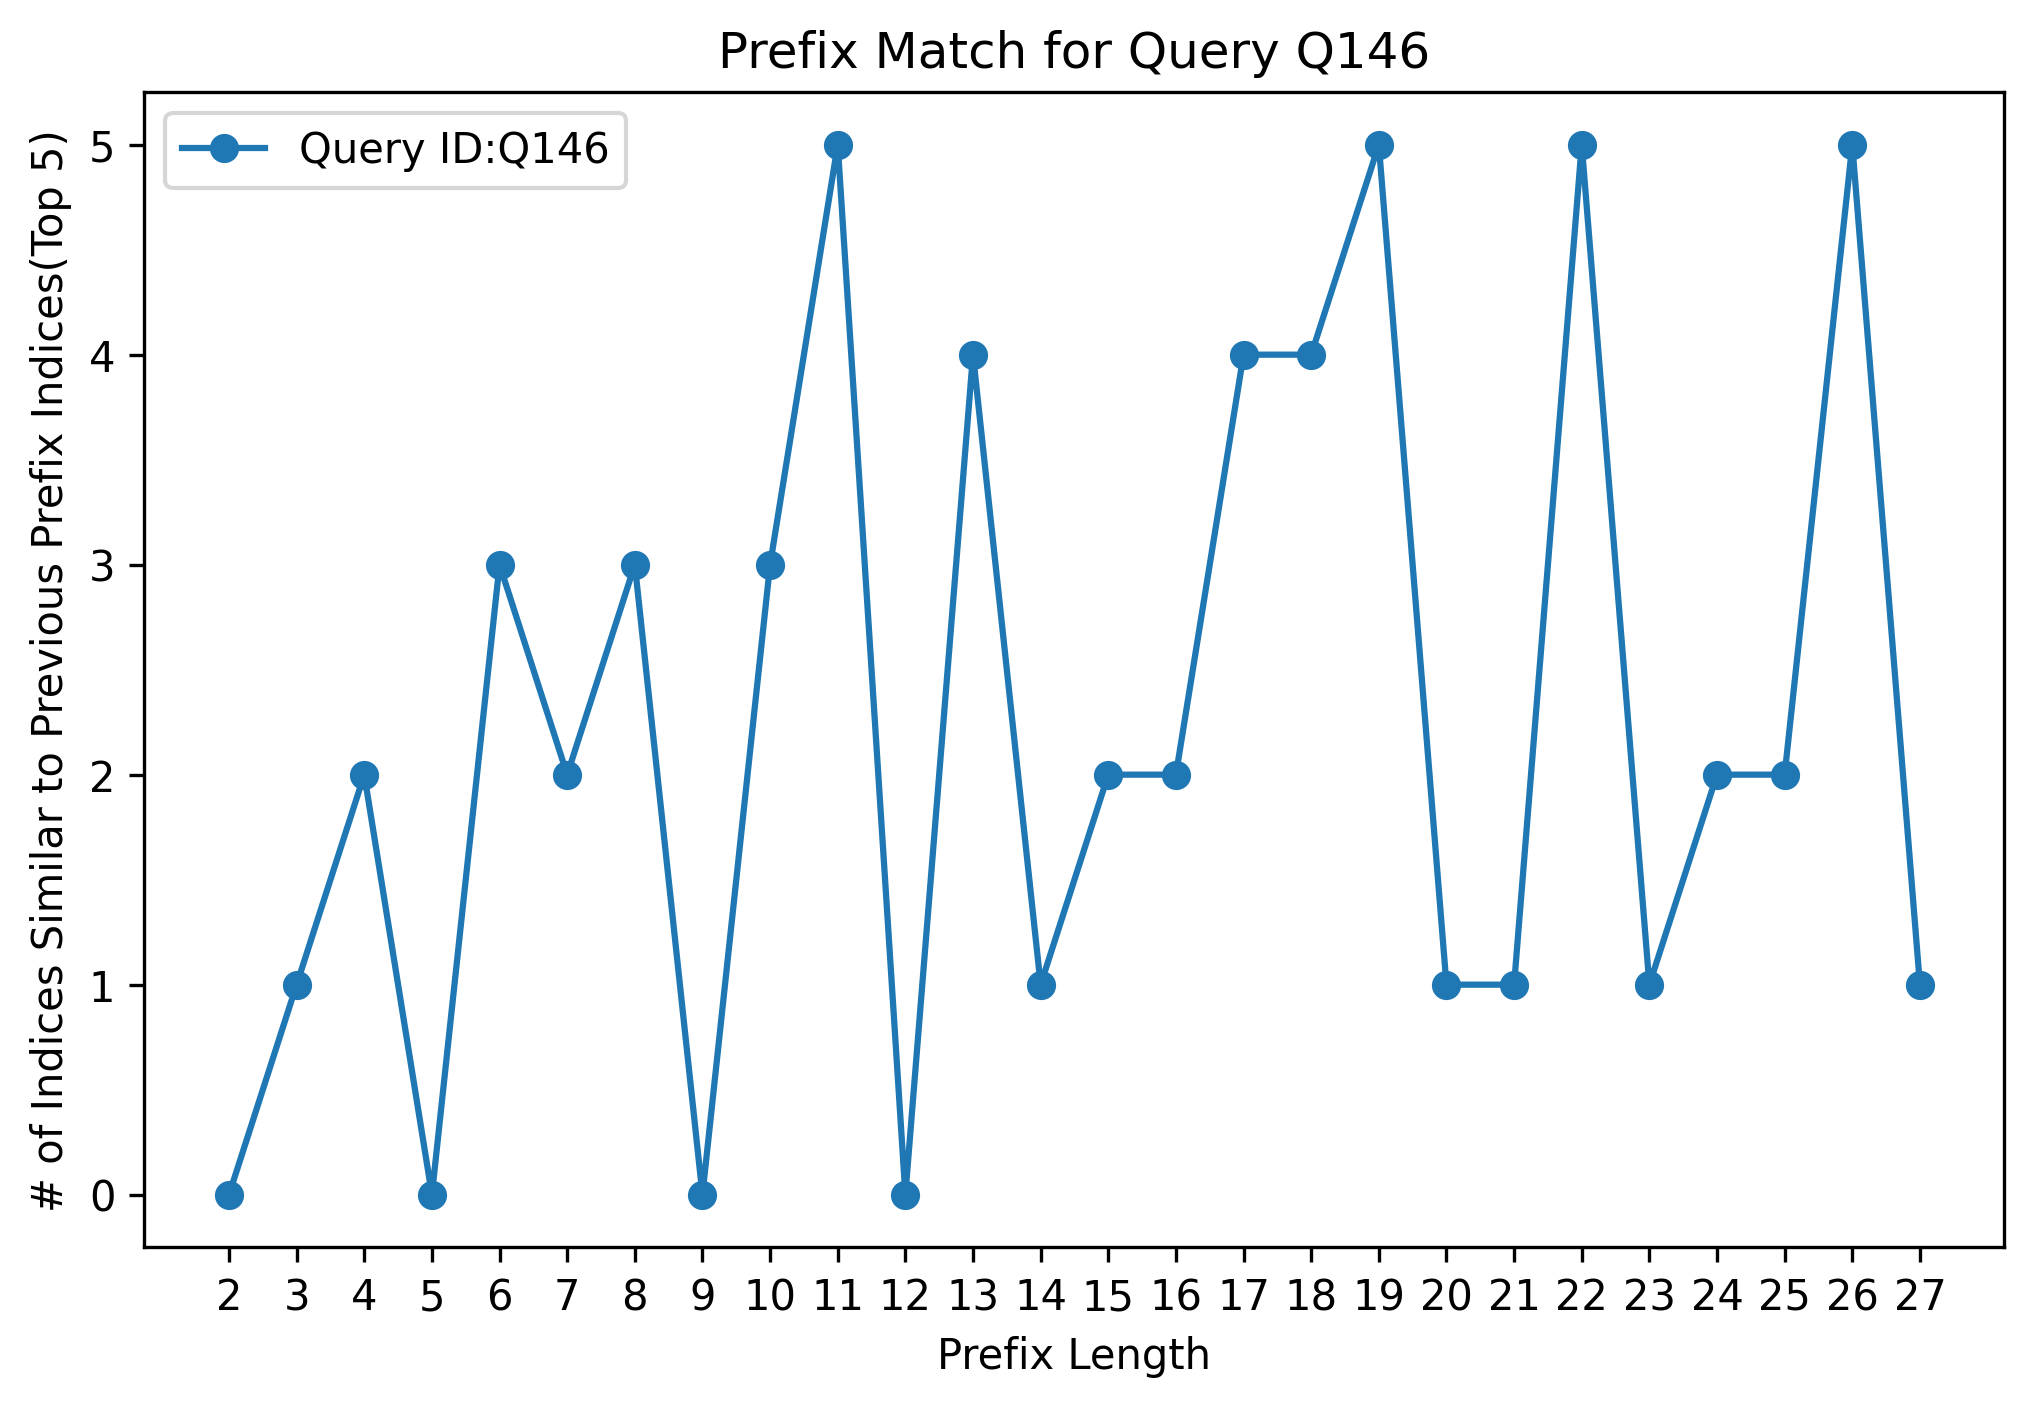 Prefix Match for Query Q146
Query ID:Q146
# of Indices Similar to Previous Prefix Indices(Top 5)
5
4
3
2
1
0
2 3 4 5 6 7 8 9 10 11 12 13 14 15 16 17 18 19 20 21 22 23 24 25 26 27
Prefix Length